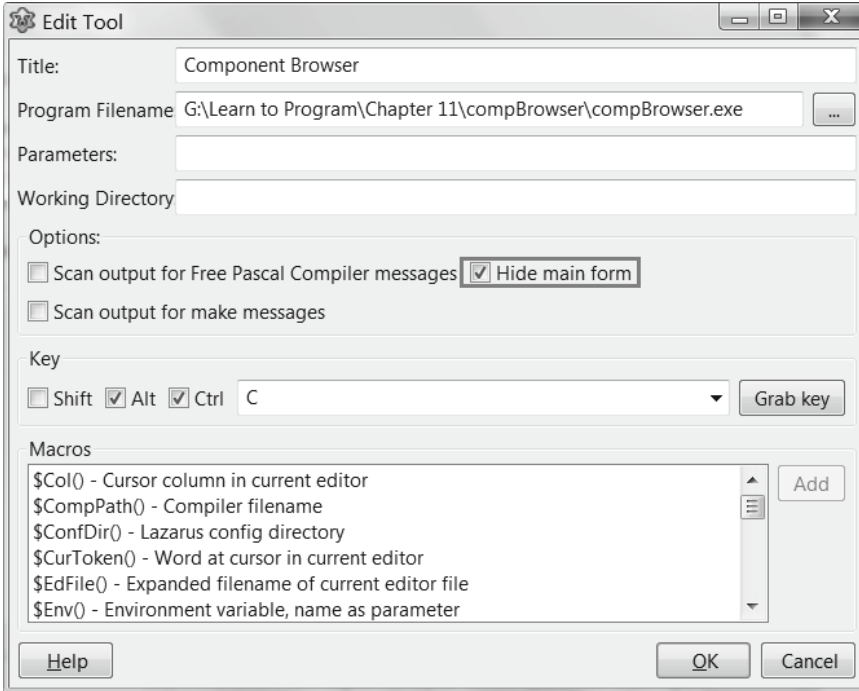 Edit Tool
Title: Component Browser
Program Filename G:\Learn to Program\Chapter 11\compBrowser\compBrowser.exe ...
Parameters:
Working Directory
Options:
Scan output for Free Pascal Compiler messages Hide main form
Scan output for make messages
Key
Shift Alt Ctrl C Grab key
Macros
$Col() - Cursor column in current editor
$CompPath() - Compiler filename
$ConfDir() - Lazarus config directory
$CurToken() - Word at cursor in current editor
$EdFile() - Expanded filename of current editor file
$Env() - Environment variable, name as parameter
Add
Help OK Cancel